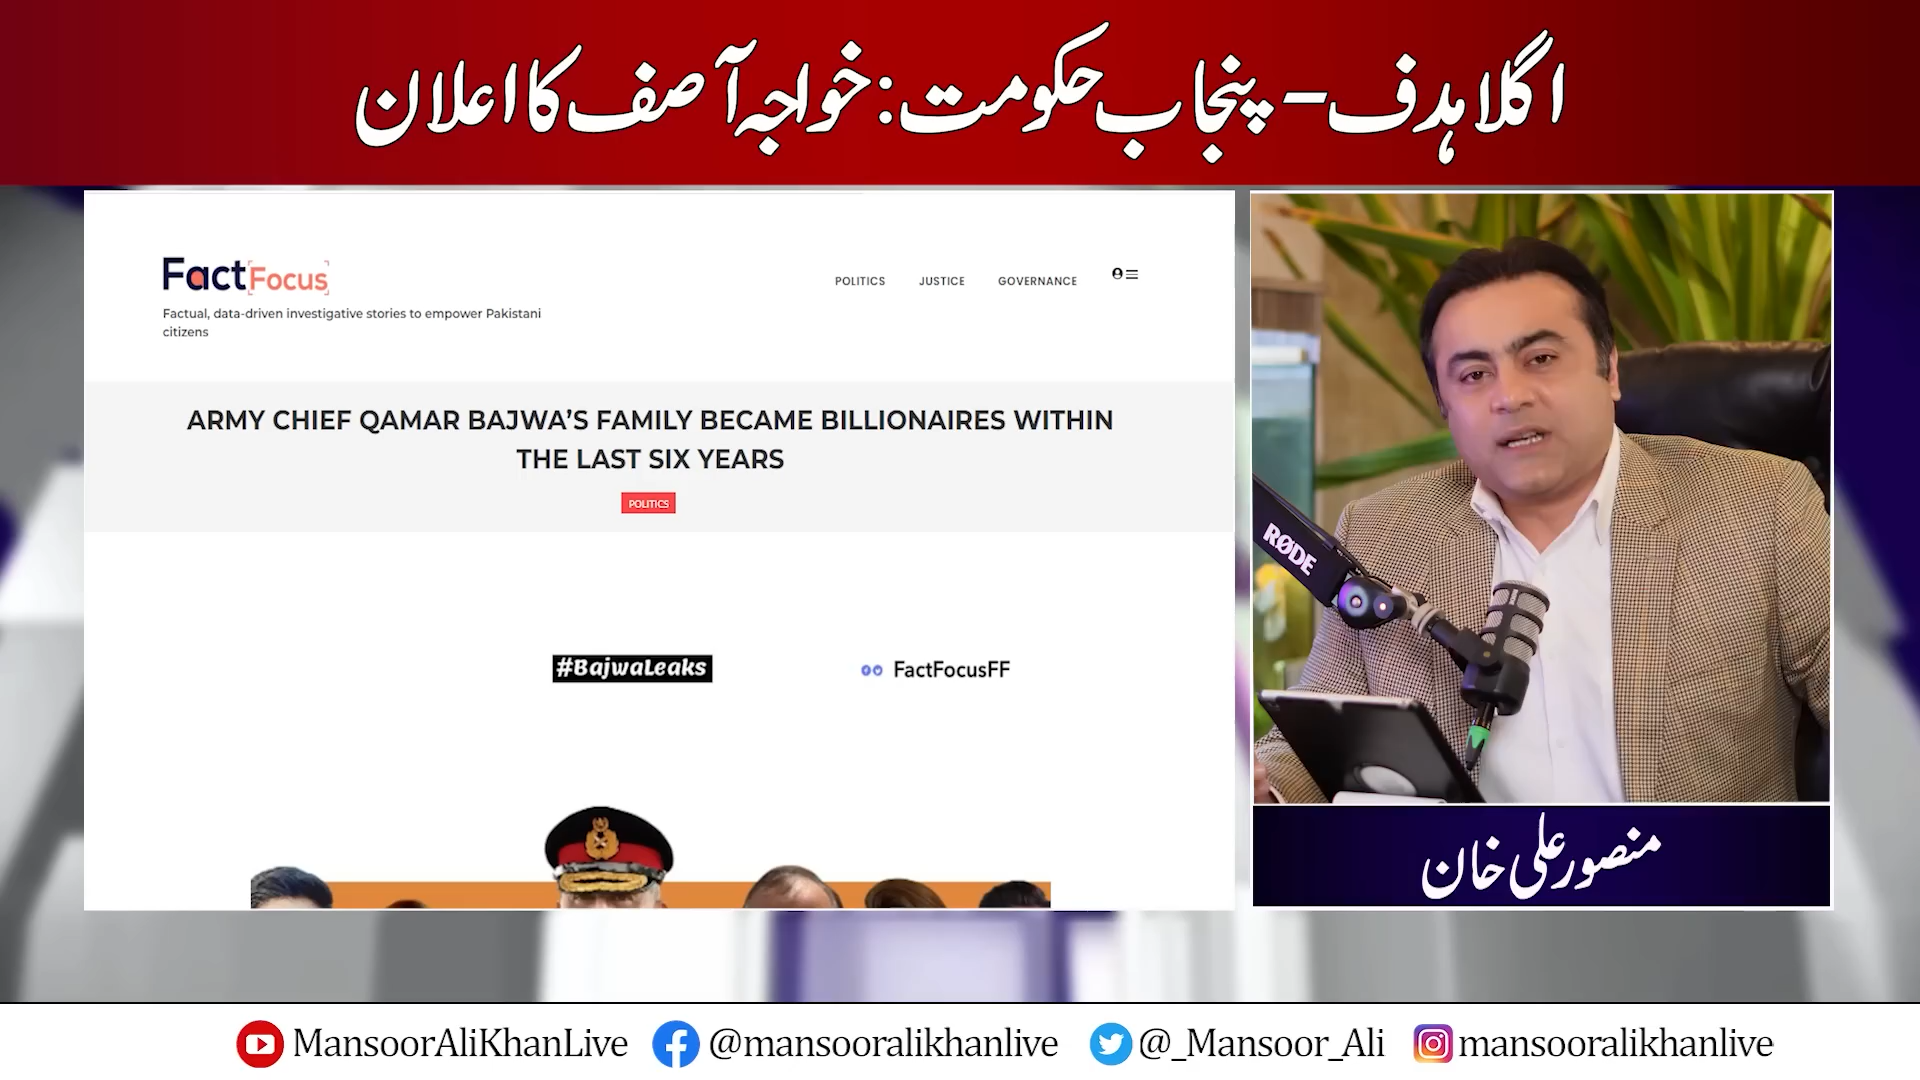 اگلا ہدف - پنجاب حکومت: خواجہ آصف کا اعلان
FactFocus
Factual, data-driven investigative stories to empower Pakistani
citizens
POLITICS JUSTICE GOVERNANCE
ARMY CHIEF QAMAR BAJWA’S FAMILY BECAME BILLIONAIRES WITHIN
THE LAST SIX YEARS
POLITICS
#BajwaLeaks
FactFocusFF
RØDE
منصور علی خان
MansoorAliKhanLive @mansooralikhanlive @_Mansoor_Ali mansooralikhanlive